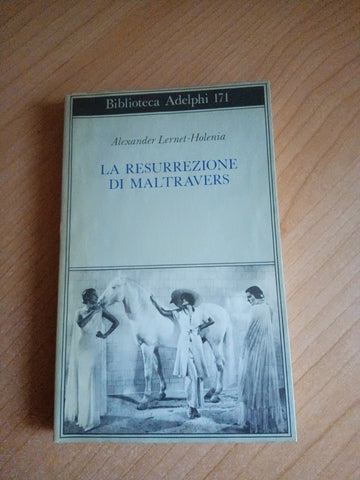 Biblioteca Adelphi 171
Alexander Lernet-Holenia
LA RESURREZIONE
DI MALTRAVERS